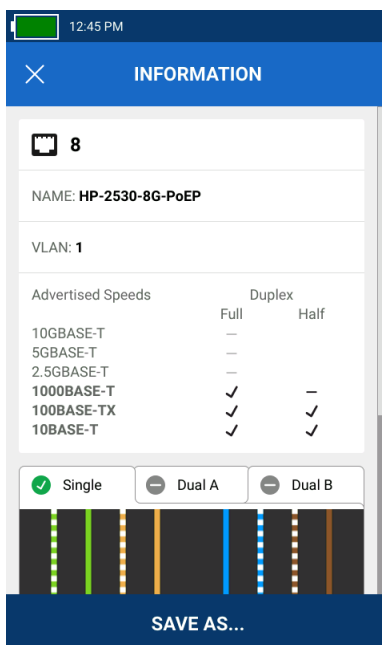 12:45 PM
INFORMATION
8
NAME: HP-2530-8G-PoEP
VLAN: 1
Advertised Speeds Duplex
Full Half
10GBASE-T —
5GBASE-T —
2.5GBASE-T —
1000BASE-T ✓ –
100BASE-TX ✓ ✓
10BASE-T ✓ ✓
Single Dual A Dual B
SAVE AS...